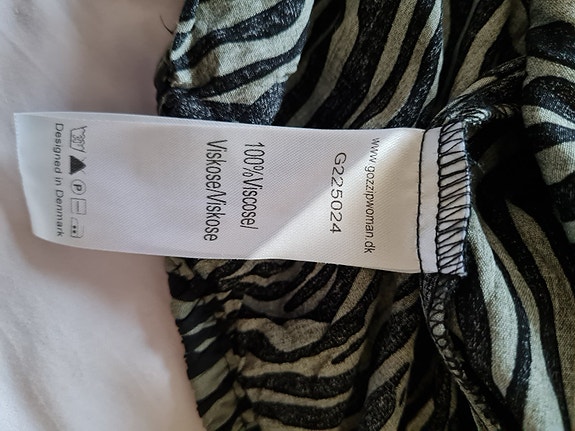 www.gozzipwoman.dk
G225024
100%Viscose/
Viskose/Viskose
P
Designed in Denmark